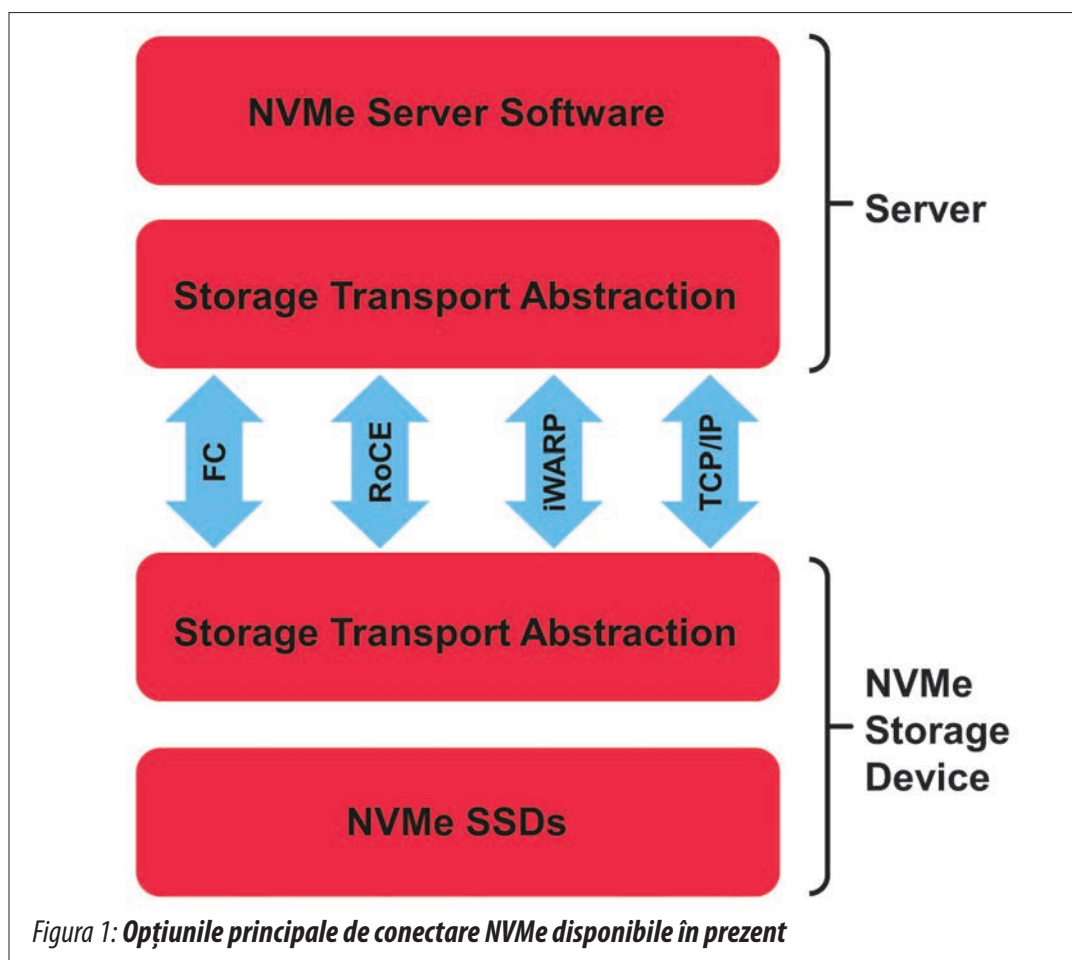 NVMe Server Software
Storage Transport Abstraction
Server
FC
RoCE
iWARP
TCP/IP
Storage Transport Abstraction
NVMe SSDs
NVMe
Storage
Device
Figura 1: Opțiunile principale de conectare NVMe disponibile în prezent